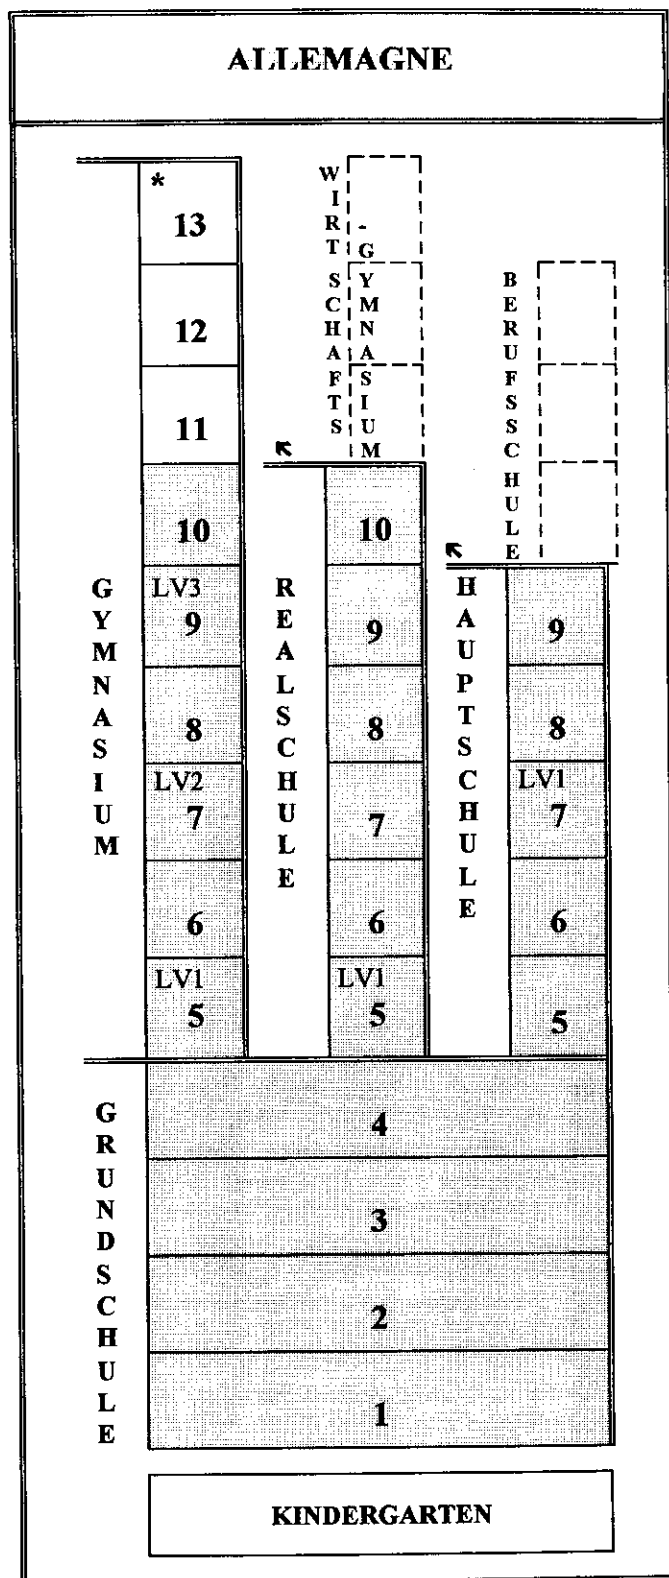 ALLEMAGNE
*
13
12
11
10
LV3
9
8
LV2
7
6
LV1
5
GYMNASIUM
WIRTSCHAFTS
-GYMNASIUM
10
9
8
7
6
LV1
5
REALSCHULE
BERUFSSCHULE
9
8
LV1
7
6
5
HAUPTSCHULE
GRUNDSCHULE
4
3
2
1
KINDERGARTEN